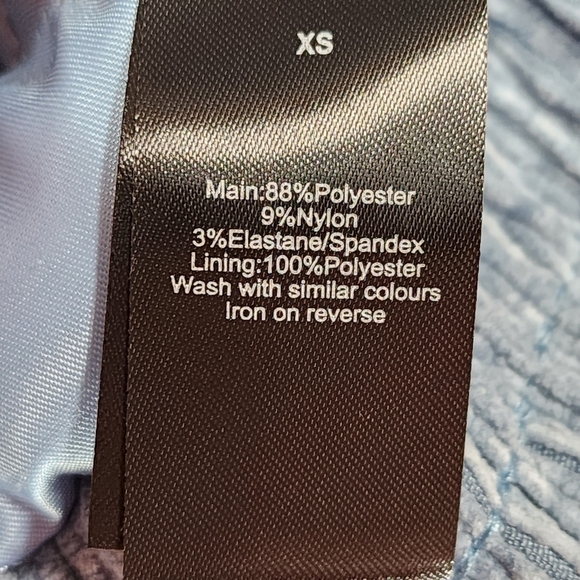 XS
Main:88%Polyester
9%Nylon
3%Elastane/Spandex
Lining:100%Polyester
Wash with similar colours
Iron on reverse